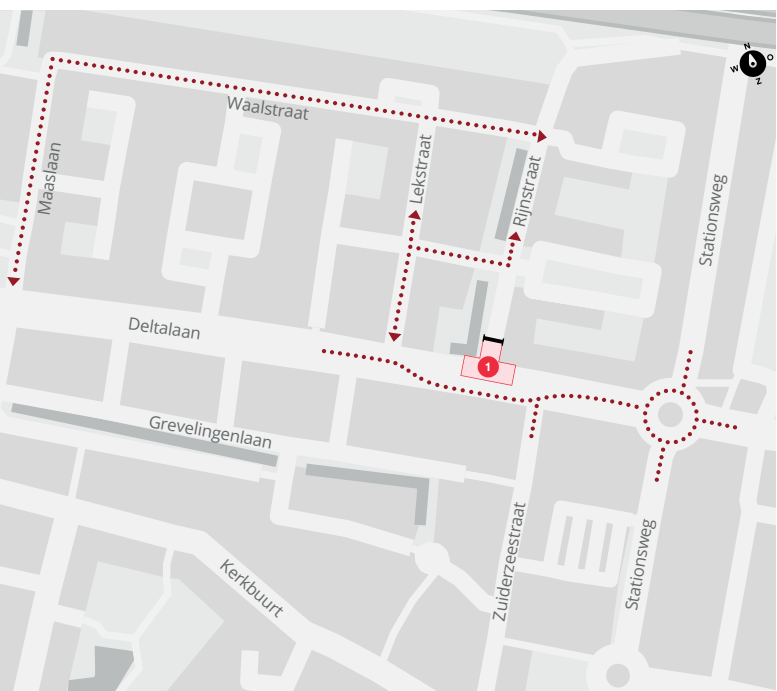 N
W
O
Z
Waalstraat
Maaslaan
Lekstraat
Rijnstraat
Stationsweg
Deltalaan
1
Grevelingenlaan
Kerkbuurt
Zuiderzeestraat
Stationsweg